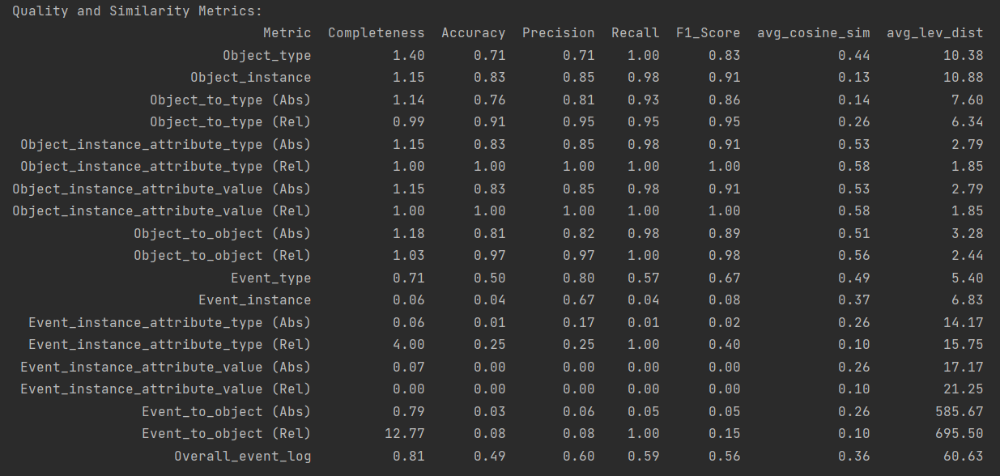 Quality and Similarity Metrics:
Metric Completeness Accuracy Precision Recall F1_Score avg_cosine_sim avg_lev_dist
Object_type 1.40 0.71 0.71 1.00 0.83 0.44 10.38
Object_instance 1.15 0.83 0.85 0.98 0.91 0.13 10.88
Object_to_type (Abs) 1.14 0.76 0.81 0.93 0.86 0.14 7.60
Object_to_type (Rel) 0.99 0.91 0.95 0.95 0.95 0.26 6.34
Object_instance_attribute_type (Abs) 1.15 0.83 0.85 0.98 0.91 0.53 2.79
Object_instance_attribute_type (Rel) 1.00 1.00 1.00 1.00 1.00 0.58 1.85
Object_instance_attribute_value (Abs) 1.15 0.83 0.85 0.98 0.91 0.53 2.79
Object_instance_attribute_value (Rel) 1.00 1.00 1.00 1.00 1.00 0.58 1.85
Object_to_object (Abs) 1.18 0.81 0.82 0.98 0.89 0.51 3.28
Object_to_object (Rel) 1.03 0.97 0.97 1.00 0.98 0.56 2.44
Event_type 0.71 0.50 0.80 0.57 0.67 0.49 5.40
Event_instance 0.06 0.04 0.67 0.04 0.08 0.37 6.83
Event_instance_attribute_type (Abs) 0.06 0.01 0.17 0.01 0.02 0.26 14.17
Event_instance_attribute_type (Rel) 4.00 0.25 0.25 1.00 0.40 0.10 15.75
Event_instance_attribute_value (Abs) 0.07 0.00 0.00 0.00 0.00 0.26 17.17
Event_instance_attribute_value (Rel) 0.00 0.00 0.00 0.00 0.00 0.10 21.25
Event_to_object (Abs) 0.79 0.03 0.06 0.05 0.05 0.26 585.67
Event_to_object (Rel) 12.77 0.08 0.08 1.00 0.15 0.10 695.50
Overall_event_log 0.81 0.49 0.60 0.59 0.56 0.36 60.63